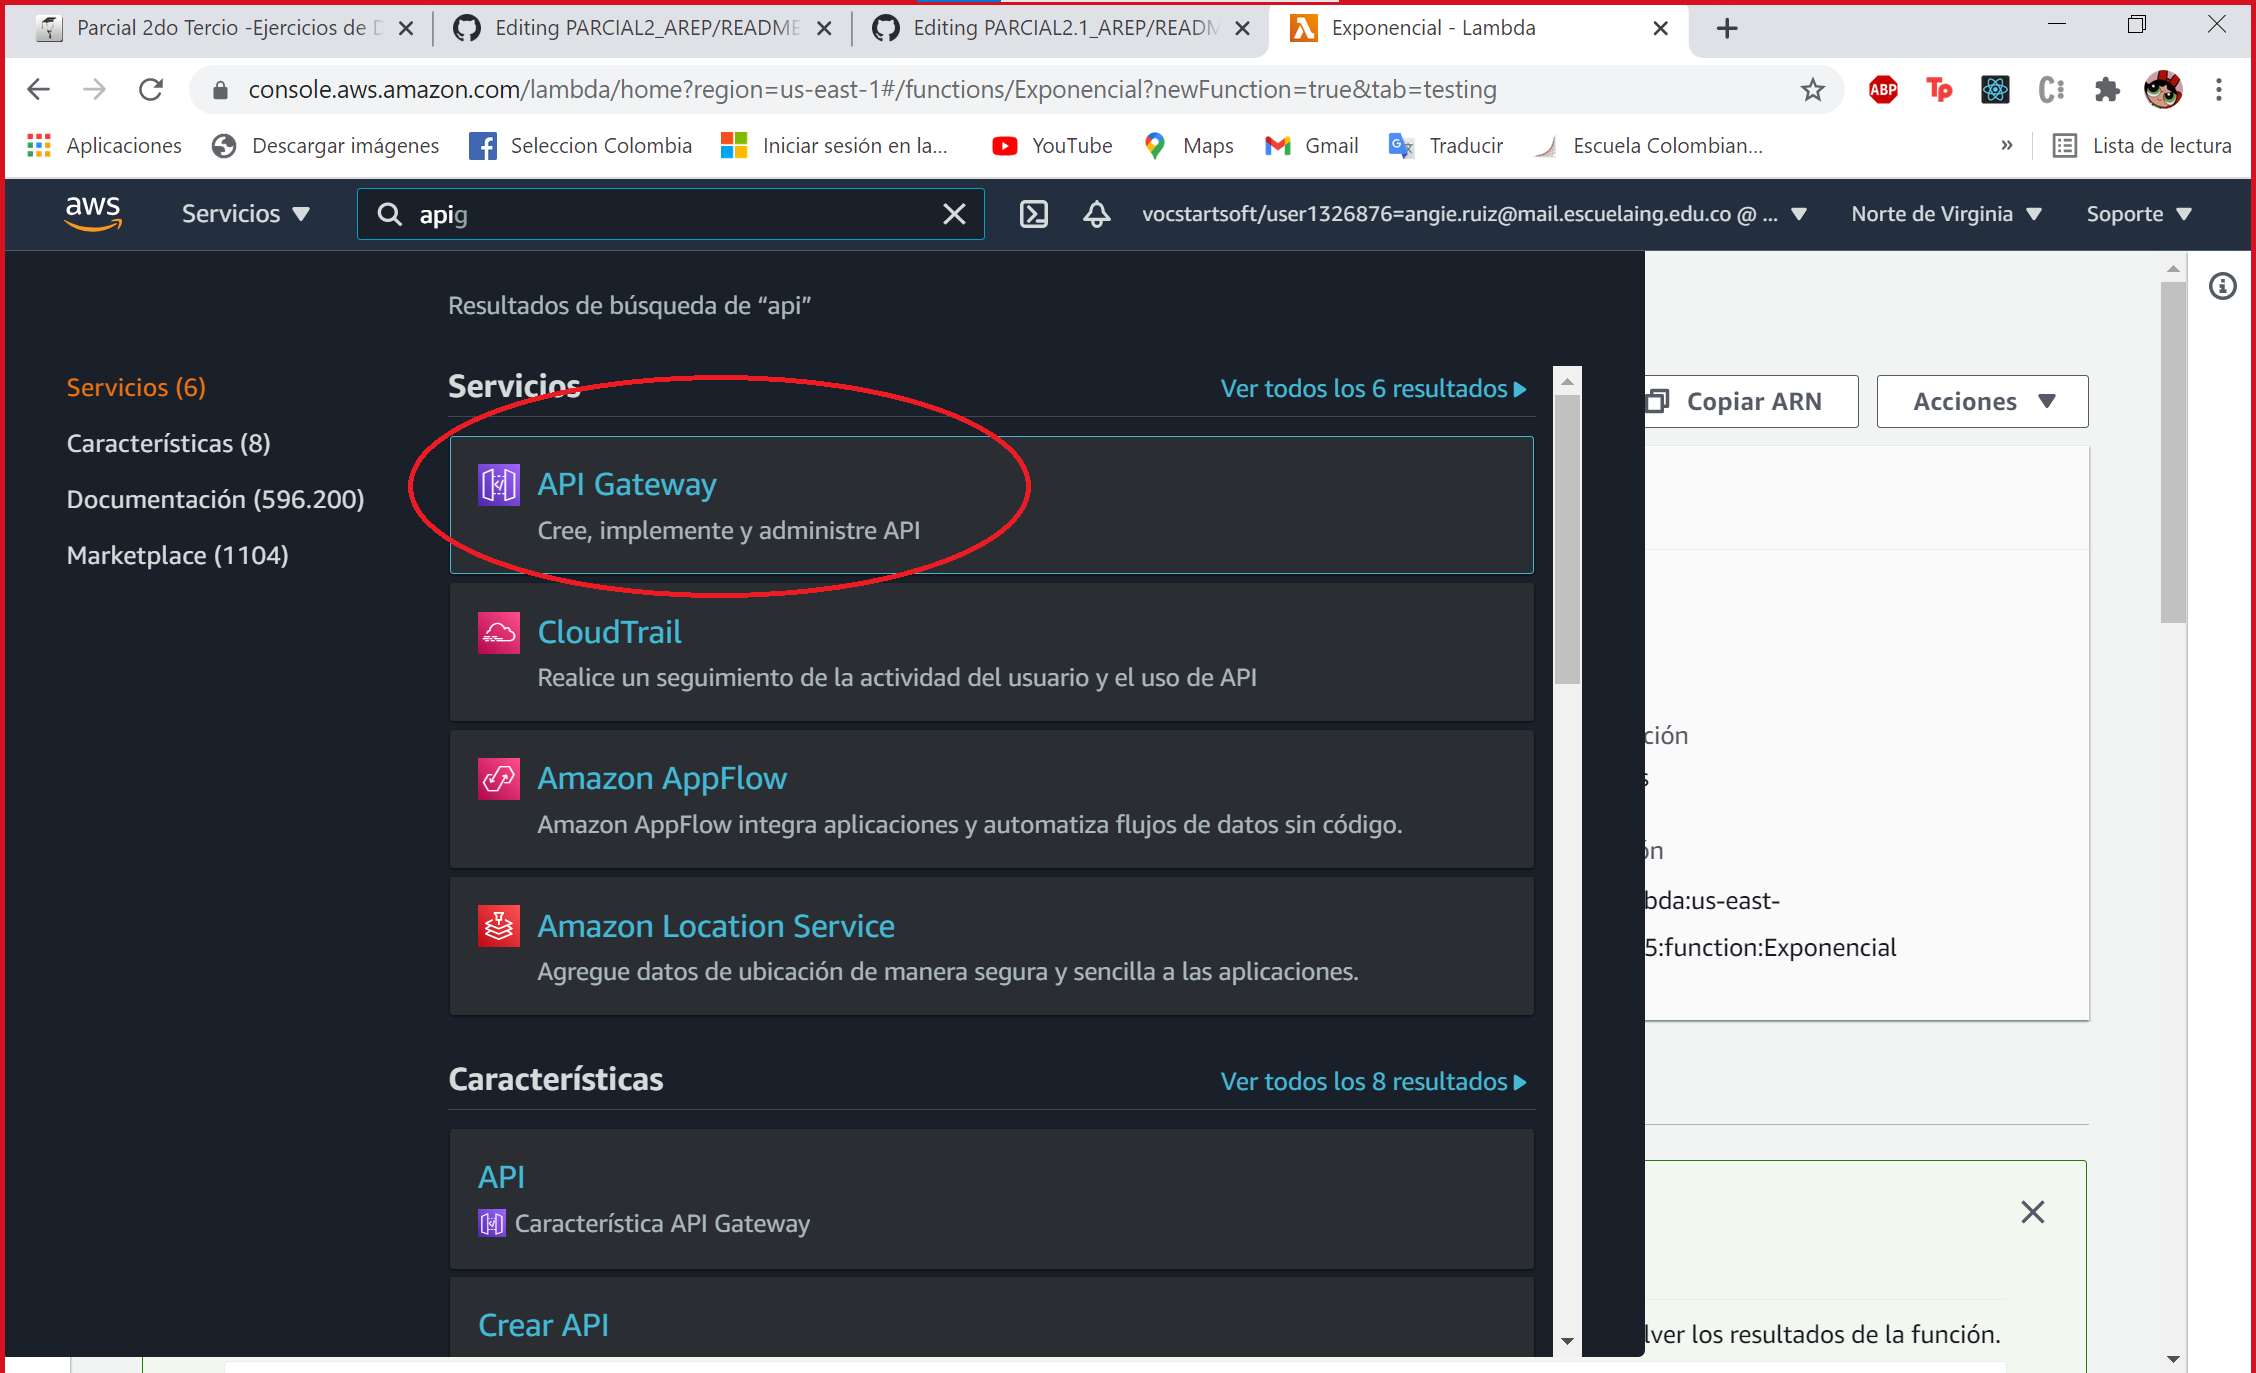 Parcial 2do Tercio -Ejercicios de D
Editing PARCIAL2_AREP/README
Editing PARCIAL2.1_AREP/READM
Exponencial - Lambda
console.aws.amazon.com/lambda/home?region=us-east-1#/functions/Exponencial?newFunction=true&tab=testing
ABP
Tp
Aplicaciones
Descargar imágenes
Seleccion Colombia
Iniciar sesión en la...
YouTube
Maps
Gmail
Traducir
Escuela Colombian...
»
Lista de lectura
aws
Servicios
apig
vocstartsoft/user1326876=angie.ruiz@mail.escuelaing.edu.co @ ...
Norte de Virginia
Soporte
Resultados de búsqueda de “api”
Servicios (6)
Características (8)
Documentación (596.200)
Marketplace (1104)
Servicios
Ver todos los 6 resultados
API Gateway
Cree, implemente y administre API
CloudTrail
Realice un seguimiento de la actividad del usuario y el uso de API
Amazon AppFlow
Amazon AppFlow integra aplicaciones y automatiza flujos de datos sin código.
Amazon Location Service
Agregue datos de ubicación de manera segura y sencilla a las aplicaciones.
Características
Ver todos los 8 resultados
API
Característica API Gateway
Crear API
Copiar ARN
Acciones
ción
s
ón
bda:us-east-
5:function:Exponencial
lver los resultados de la función.